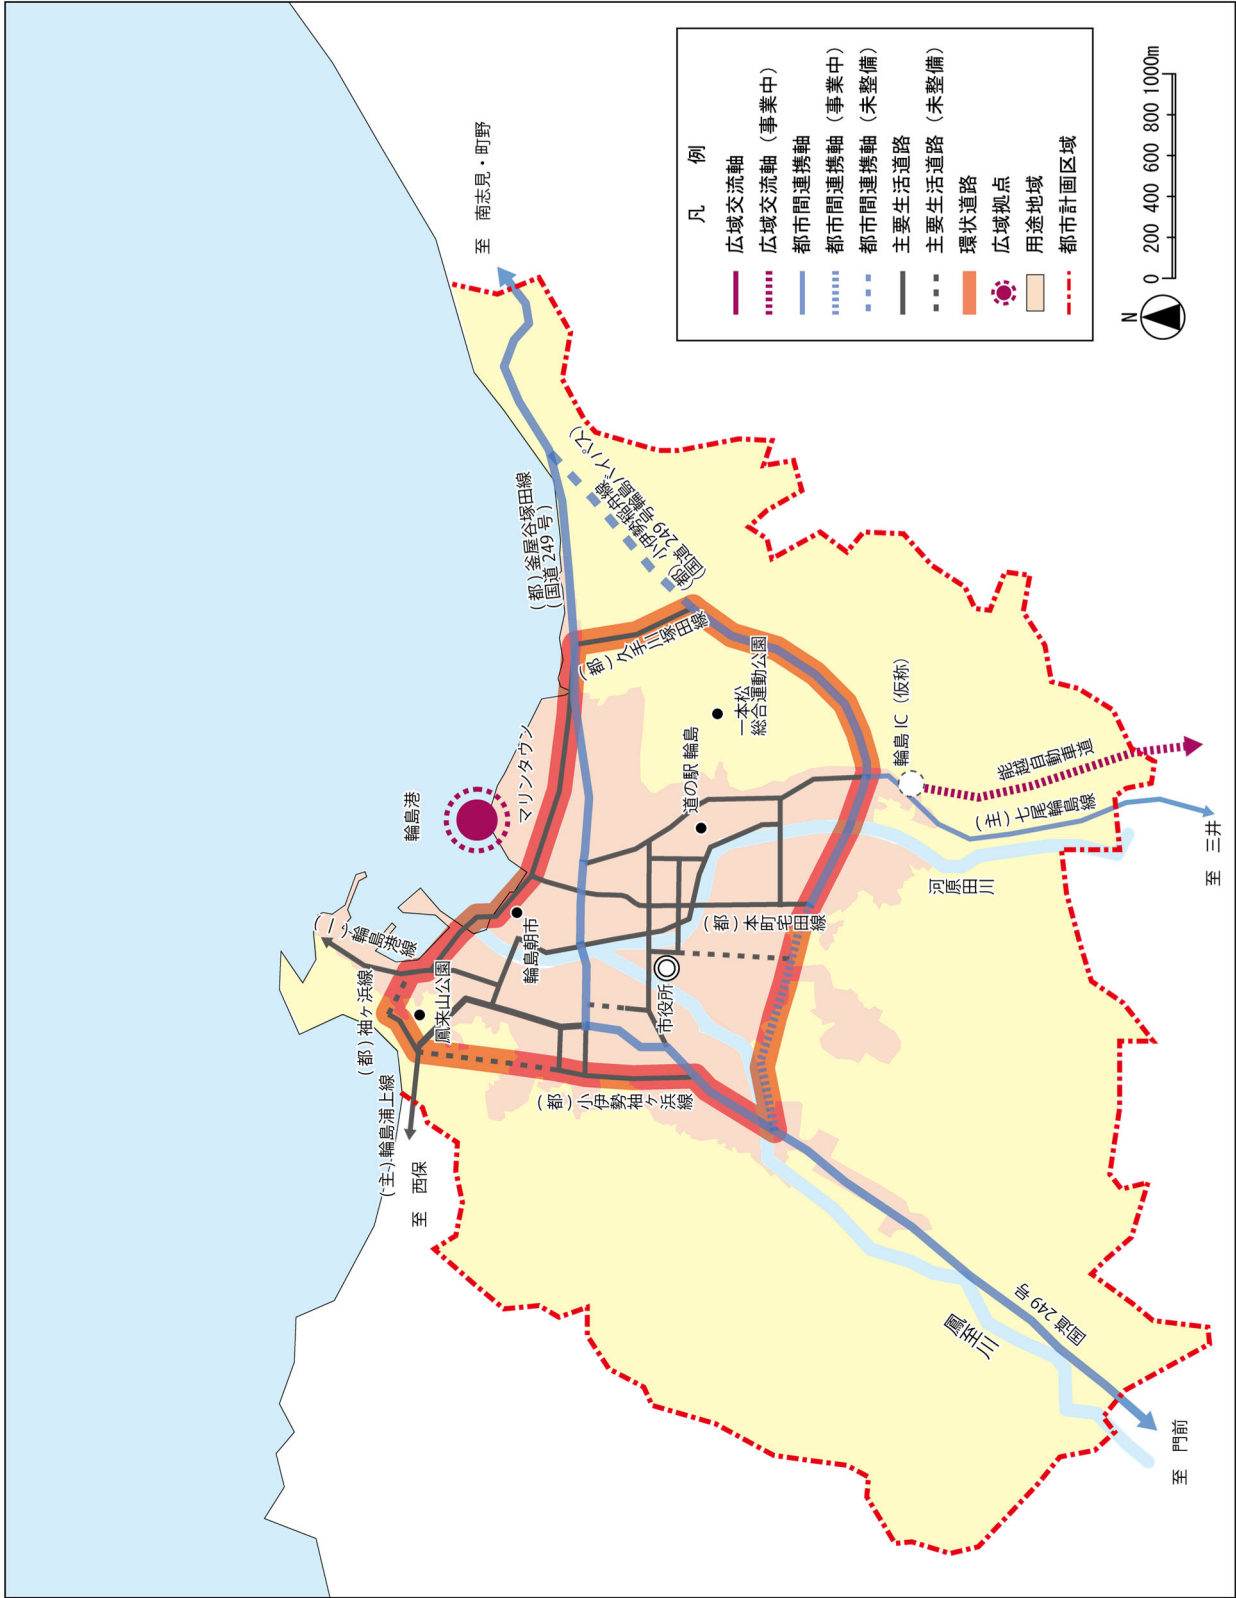 至　南志見・町野
(都)釜屋谷塚田線
(国道249号)
(都)小伊勢稲舟線
(国道249号輪島バイパス)
(都)久手川塚田線
輪島港
マリンタウン
(一)輪島港線
(都)袖ヶ浜線
鳳来山公園
輪島朝市
(主)輪島浦上線
至　西保
(都)小伊勢袖ヶ浜線
市役所
(都)本町宅田線
道の駅 輪島
一本松
総合運動公園
輪島IC（仮称）
能越自動車道
(主)七尾輪島線
河原田川
至　三井
鳳至川
国道249号
至　門前
凡　例
広域交流軸
広域交流軸（事業中）
都市間連携軸
都市間連携軸（事業中）
都市間連携軸（未整備）
主要生活道路
主要生活道路（未整備）
環状道路
広域拠点
用途地域
都市計画区域
N
0 200 400 600 800 1000m